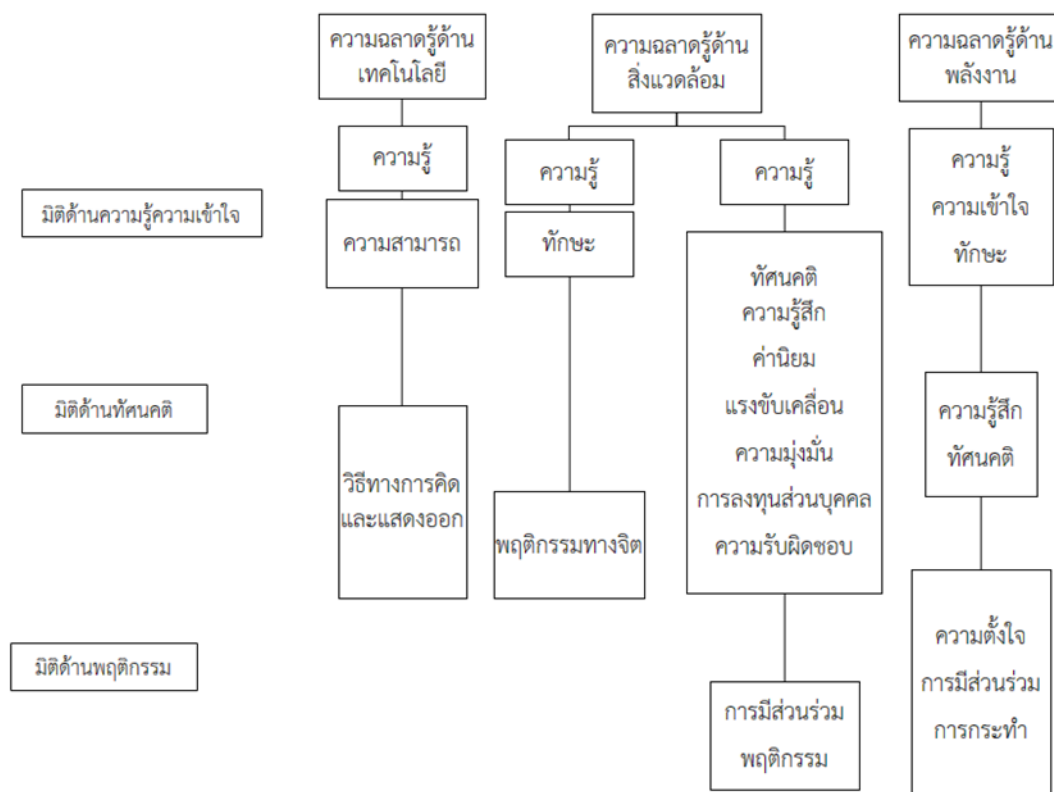 ความฉลาดรู้ด้าน
เทคโนโลยี
ความฉลาดรู้ด้าน
สิ่งแวดล้อม
ความฉลาดรู้ด้าน
พลังงาน
มิติด้านความรู้ความเข้าใจ
ความรู้
ความสามารถ
ความรู้
ทักษะ
ความรู้
ความรู้
ความเข้าใจ
ทักษะ
มิติด้านทัศนคติ
วิธีทางการคิด
และแสดงออก
พฤติกรรมทางจิต
ทัศนคติ
ความรู้สึก
ค่านิยม
แรงขับเคลื่อน
ความมุ่งมั่น
การลงทุนส่วนบุคคล
ความรับผิดชอบ
ความรู้สึก
ทัศนคติ
มิติด้านพฤติกรรม
การมีส่วนร่วม
พฤติกรรม
ความตั้งใจ
การมีส่วนร่วม
การกระทำ